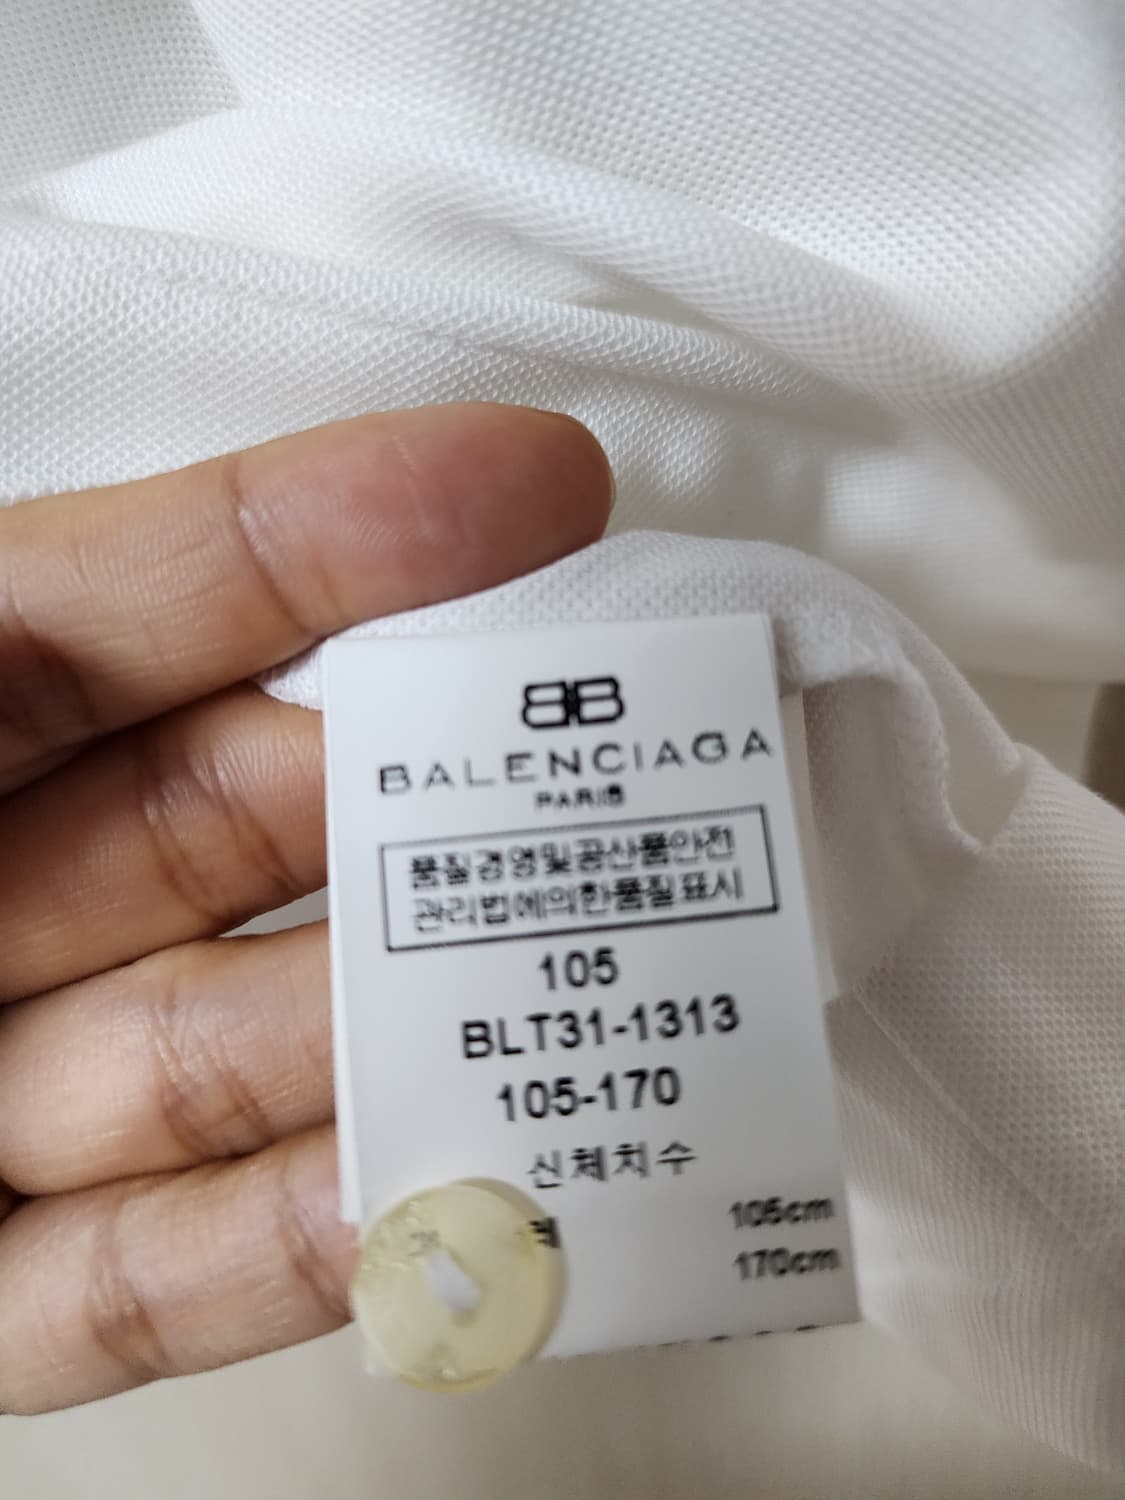 BB
BALENCIAGA
PARIS
품질경영및공산품안전
관리법에의한품질표시
105
BLT31-1313
105-170
신체치수
105cm
170cm